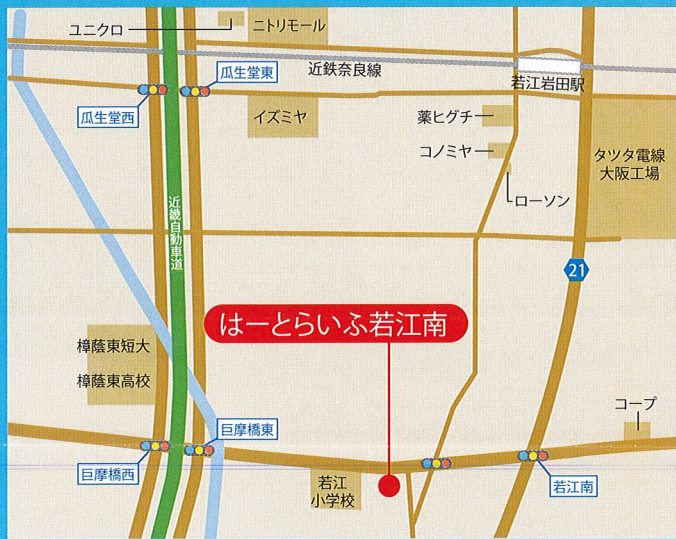 ユニクロ
ニトリモール
近鉄奈良線
若江岩田駅
瓜生堂東
瓜生堂西
イズミヤ
薬ヒグチ
コノミヤ
ローソン
タツタ電線
大阪工場
近畿自動車道
21
はーとらいふ若江南
樟蔭東短大
樟蔭東高校
コープ
巨摩橋東
巨摩橋西
若江
小学校
若江南